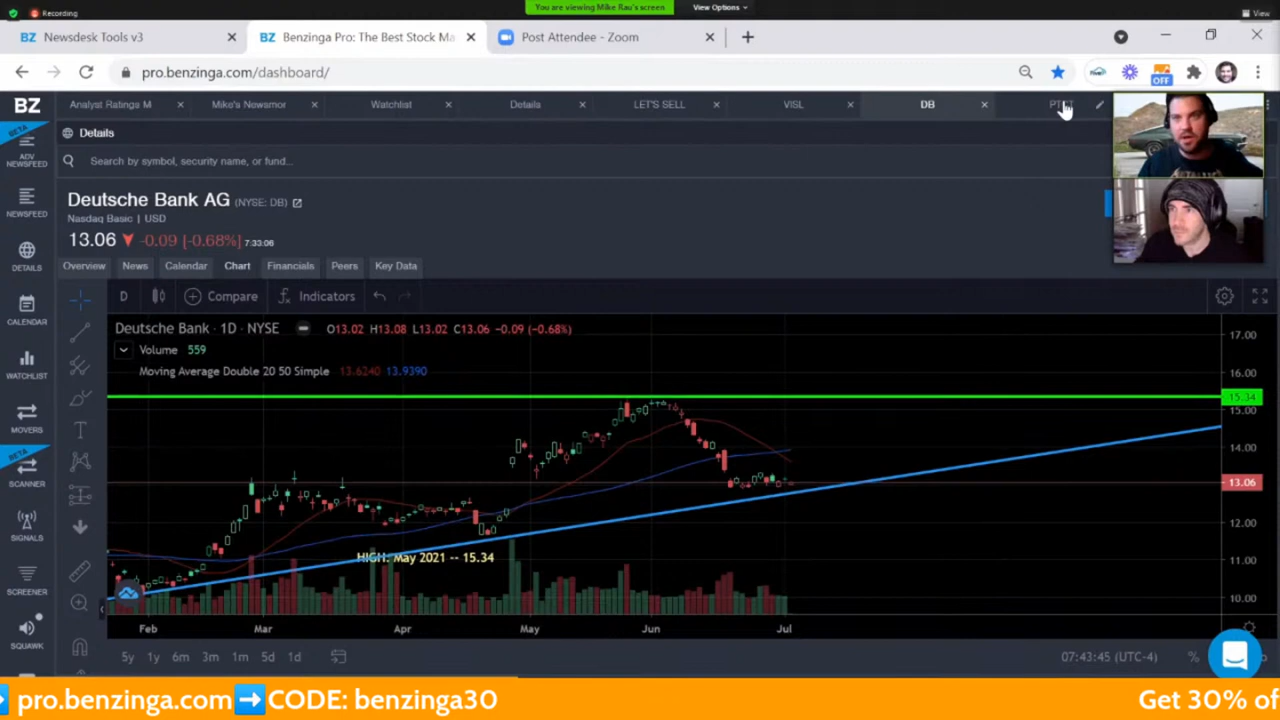 Recording
You are viewing Mike Rau's screen
View Options
View
Newsdesk Tools v3
Benzinga Pro: The Best Stock Ma
Post Attendee - Zoom
pro.benzinga.com/dashboard/
OFF
BZ
Analyst Ratings M
Mike's Newsmor
Watchlist
Details
LET'S SELL
VISL
DB
BETA
ADV NEWSFEED
NEWSFEED
DETAILS
CALENDAR
WATCHLIST
MOVERS
BETA
SCANNER
SIGNALS
SCREENER
SQUAWK
Details
Search by symbol, security name, or fund...
Deutsche Bank AG (NYSE: DB)
Nasdaq Basic | USD
13.06 -0.09 [-0.68%] 7:33:06
Overview News Calendar Chart Financials Peers Key Data
D Compare Indicators
Deutsche Bank · 1D · NYSE O13.02 H13.08 L13.02 C13.06 -0.09 (-0.68%)
Volume 559
Moving Average Double 20 50 Simple 13.6240 13.9390
17.00
16.00
15.34
15.00
14.00
13.06
12.00
11.00
10.00
HIGH: May 2021 -- 15.34
Feb Mar Apr May Jun Jul
5y 1y 6m 3m 1m 5d 1d
07:43:45 (UTC-4) %
pro.benzinga.com CODE: benzinga30
Get 30% of